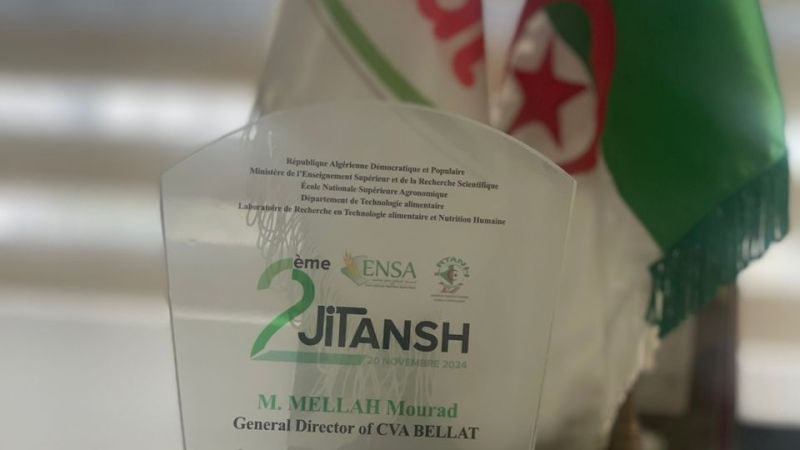 République Algérienne Démocratique et Populaire
Ministère de l'Enseignement Supérieur et de la Recherche Scientifique
École Nationale Supérieure Agronomique
Département de Technologie alimentaire
Laboratoire de Recherche en Technologie alimentaire et Nutrition Humaine
2ème
ENSA
JITANSH
20 NOVEMBRE 2024
M. MELLAH Mourad
General Director of CVA BELLAT